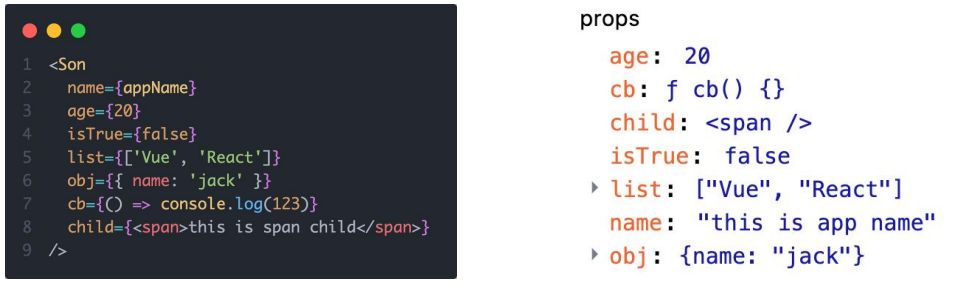 1 <Son
2 name={appName}
3 age={20}
4 isTrue={false}
5 list={['Vue', 'React']}
6 obj={{ name: 'jack' }}
7 cb={() => console.log(123)}
8 child={<span>this is span child</span>}
9 />
props
age: 20
cb: ƒ cb() {}
child: <span />
isTrue: false
list: ["Vue", "React"]
name: "this is app name"
obj: {name: "jack"}